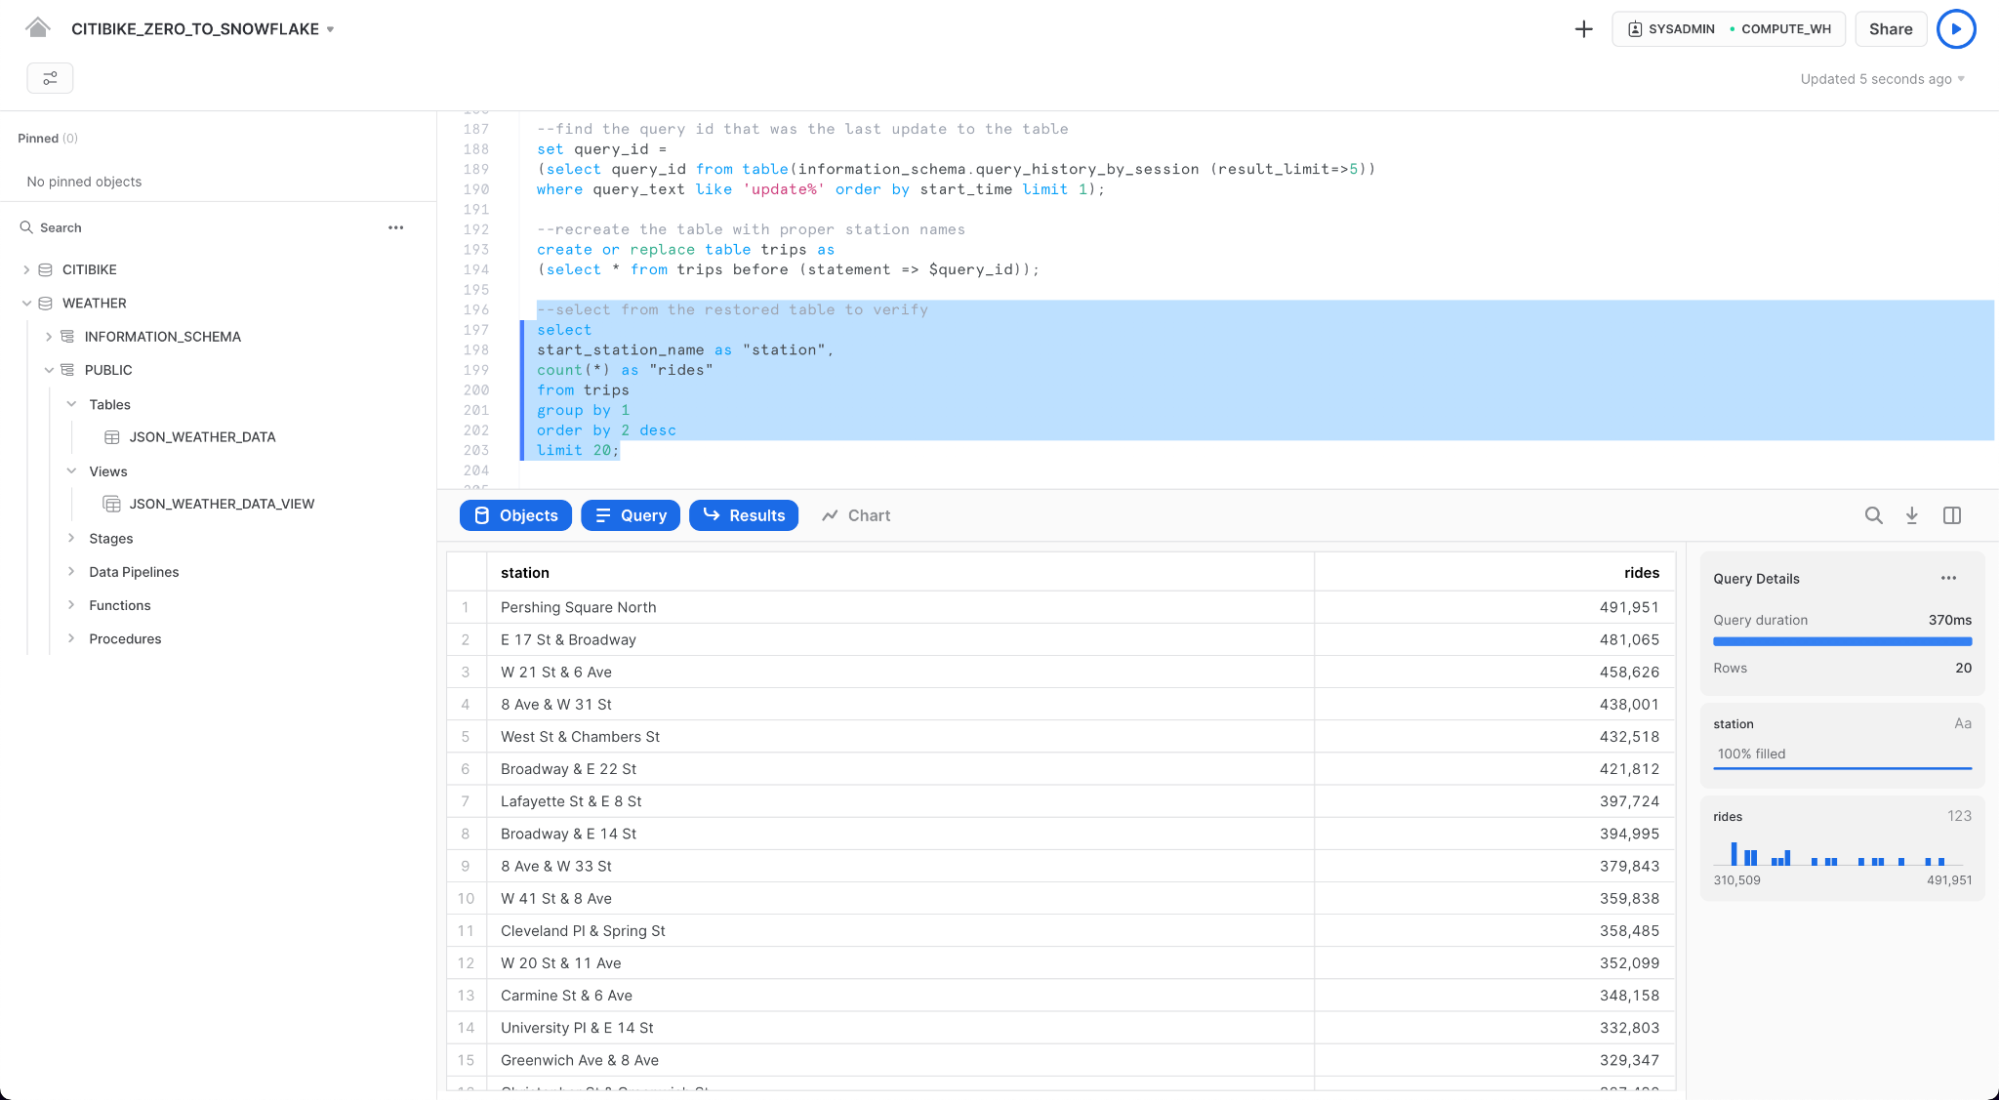 CITIBIKE_ZERO_TO_SNOWFLAKE
SYSADMIN • COMPUTE_WH
Share
Updated 5 seconds ago
Pinned (0)
No pinned objects
Search
CITIBIKE
WEATHER
INFORMATION_SCHEMA
PUBLIC
Tables
JSON_WEATHER_DATA
Views
JSON_WEATHER_DATA_VIEW
Stages
Data Pipelines
Functions
Procedures
187 --find the query id that was the last update to the table
188 set query_id =
189 (select query_id from table(information_schema.query_history_by_session (result_limit=>5))
190 where query_text like 'update%' order by start_time limit 1);
191
192 --recreate the table with proper station names
193 create or replace table trips as
194 (select * from trips before (statement => $query_id));
195
196 --select from the restored table to verify
197 select
198 start_station_name as "station",
199 count(*) as "rides"
200 from trips
201 group by 1
202 order by 2 desc
203 limit 20;
204
Objects Query Results Chart
station rides
1 Pershing Square North 491,951
2 E 17 St & Broadway 481,065
3 W 21 St & 6 Ave 458,626
4 8 Ave & W 31 St 438,001
5 West St & Chambers St 432,518
6 Broadway & E 22 St 421,812
7 Lafayette St & E 8 St 397,724
8 Broadway & E 14 St 394,995
9 8 Ave & W 33 St 379,843
10 W 41 St & 8 Ave 359,838
11 Cleveland Pl & Spring St 358,485
12 W 20 St & 11 Ave 352,099
13 Carmine St & 6 Ave 348,158
14 University Pl & E 14 St 332,803
15 Greenwich Ave & 8 Ave 329,347
Query Details
Query duration 370ms
Rows 20
station Aa
100% filled
rides 123
310,509 491,951